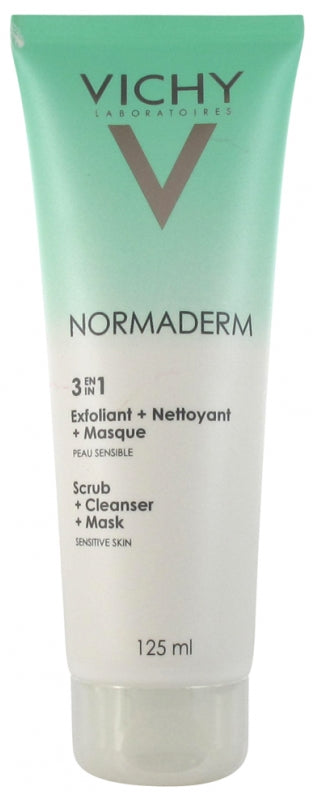 VICHY
LABORATOIRES
NORMADERM
3 EN IN 1
Exfoliant + Nettoyant
+ Masque
PEAU SENSIBLE
Scrub
+ Cleanser
+ Mask
SENSITIVE SKIN
125 ml